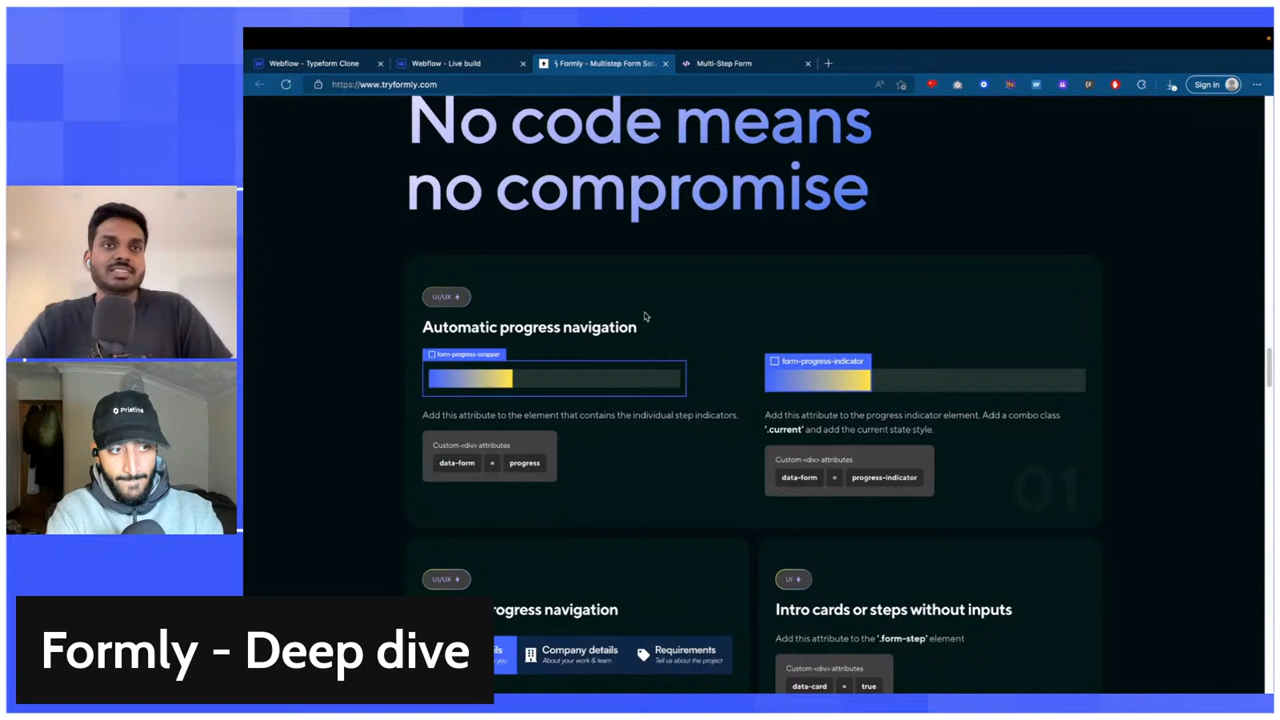 Webflow - Typeform Clone
Webflow - Live build
Formly - Multistep Form Solu
Multi-Step Form
https://www.tryformly.com
Sign in
No code means
no compromise
UI/UX
Automatic progress navigation
form-progress-wrapper
form-progress-indicator
Add this attribute to the element that contains the individual step indicators.
Add this attribute to the progress indicator element. Add a combo class
'.current' and add the current state style.
Custom <div> attributes
data-form = progress
Custom <div> attributes
data-form = progress-indicator
01
UI/UX
UI
rogress navigation
Intro cards or steps without inputs
Add this attribute to the '.form-step' element
ils
Company details
About your work & team
Requirements
Tell us about the project
Custom <div> attributes
data-card = true
Pristine
Formly - Deep dive